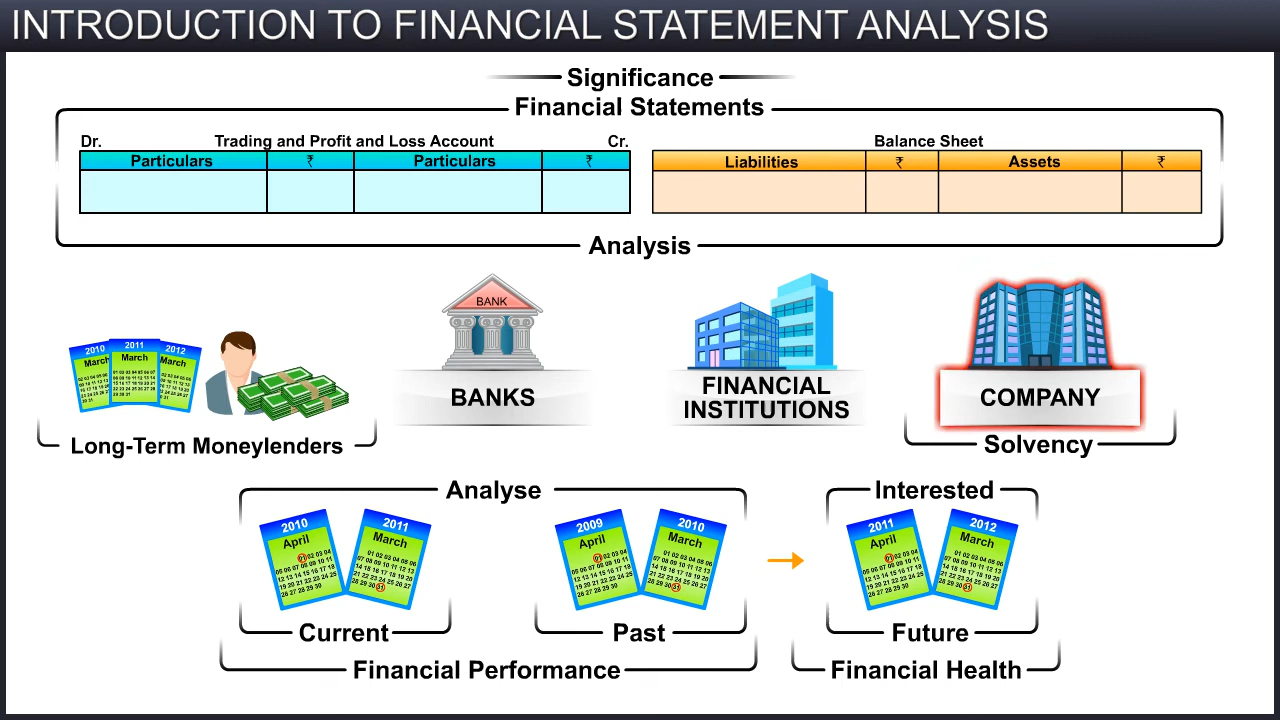 INTRODUCTION TO FINANCIAL STATEMENT ANALYSIS
Significance
Financial Statements
Dr. Trading and Profit and Loss Account Cr.
Particulars ₹ Particulars ₹
Balance Sheet
Liabilities ₹ Assets ₹
Analysis
2010 2011 2012
March March March
BANK
BANKS
FINANCIAL
INSTITUTIONS
COMPANY
Long-Term Moneylenders
Solvency
Analyse
Interested
2010 2011
April March
2009 2010
April March
2011 2012
April March
Current
Past
Future
Financial Performance
Financial Health